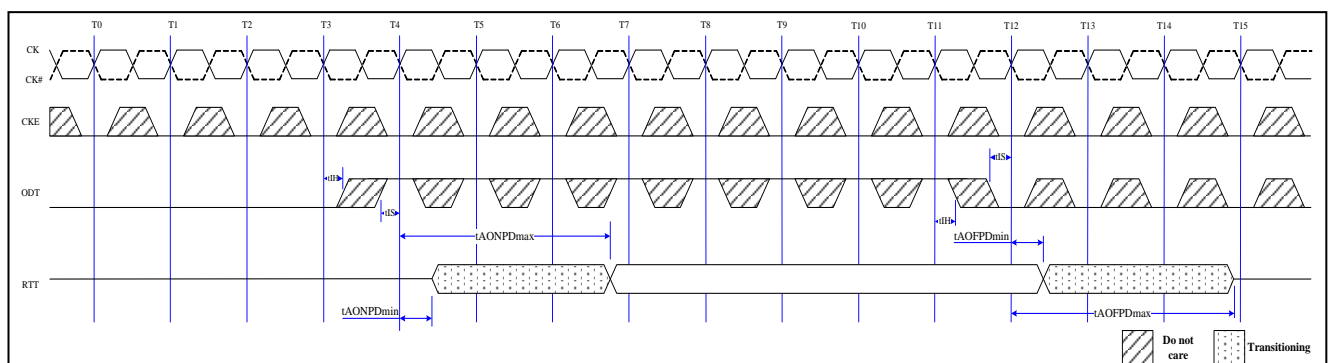 T0 T1 T2 T3 T4 T5 T6 T7 T8 T9 T10 T11 T12 T13 T14 T15
CK
CK#
CKE
tIS
ODT
tIH
tIS
tIH
tAONPDmax
tAOFPDmin
RTT
tAONPDmin
tAOFPDmax
Do not
care
Transitioning